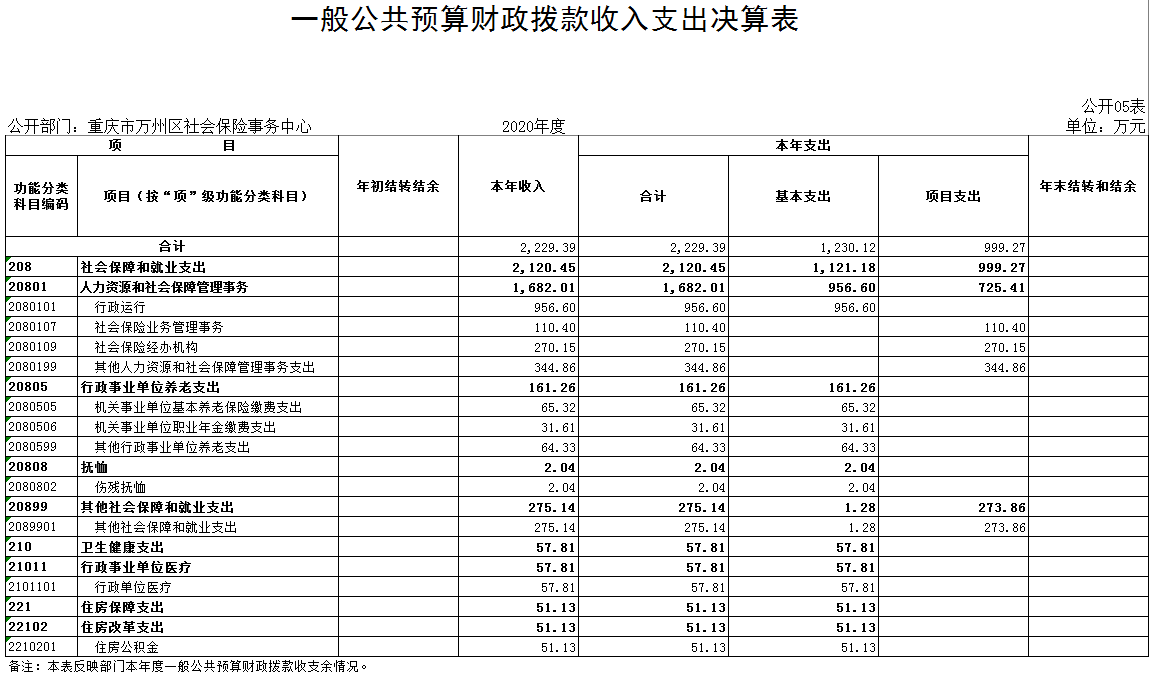 一般公共预算财政拨款收入支出决算表
公开05表
公开部门：重庆市万州区社会保险事务中心 2020年度 单位：万元
项 目 年初结转结余 本年收入 本年支出 年末结转和结余
功能分类科目编码 项目（按“项”级功能分类科目） 合计 基本支出 项目支出
合计 2,229.39 2,229.39 1,230.12 999.27
208 社会保障和就业支出 2,120.45 2,120.45 1,121.18 999.27
20801 人力资源和社会保障管理事务 1,682.01 1,682.01 956.60 725.41
2080101 行政运行 956.60 956.60 956.60
2080107 社会保险业务管理事务 110.40 110.40 110.40
2080109 社会保险经办机构 270.15 270.15 270.15
2080199 其他人力资源和社会保障管理事务支出 344.86 344.86 344.86
20805 行政事业单位养老支出 161.26 161.26 161.26
2080505 机关事业单位基本养老保险缴费支出 65.32 65.32 65.32
2080506 机关事业单位职业年金缴费支出 31.61 31.61 31.61
2080599 其他行政事业单位养老支出 64.33 64.33 64.33
20808 抚恤 2.04 2.04 2.04
2080802 伤残抚恤 2.04 2.04 2.04
20899 其他社会保障和就业支出 275.14 275.14 1.28 273.86
2089901 其他社会保障和就业支出 275.14 275.14 1.28 273.86
210 卫生健康支出 57.81 57.81 57.81
21011 行政事业单位医疗 57.81 57.81 57.81
2101101 行政单位医疗 57.81 57.81 57.81
221 住房保障支出 51.13 51.13 51.13
22102 住房改革支出 51.13 51.13 51.13
2210201 住房公积金 51.13 51.13 51.13
备注：本表反映部门本年度一般公共预算财政拨款收支余情况。